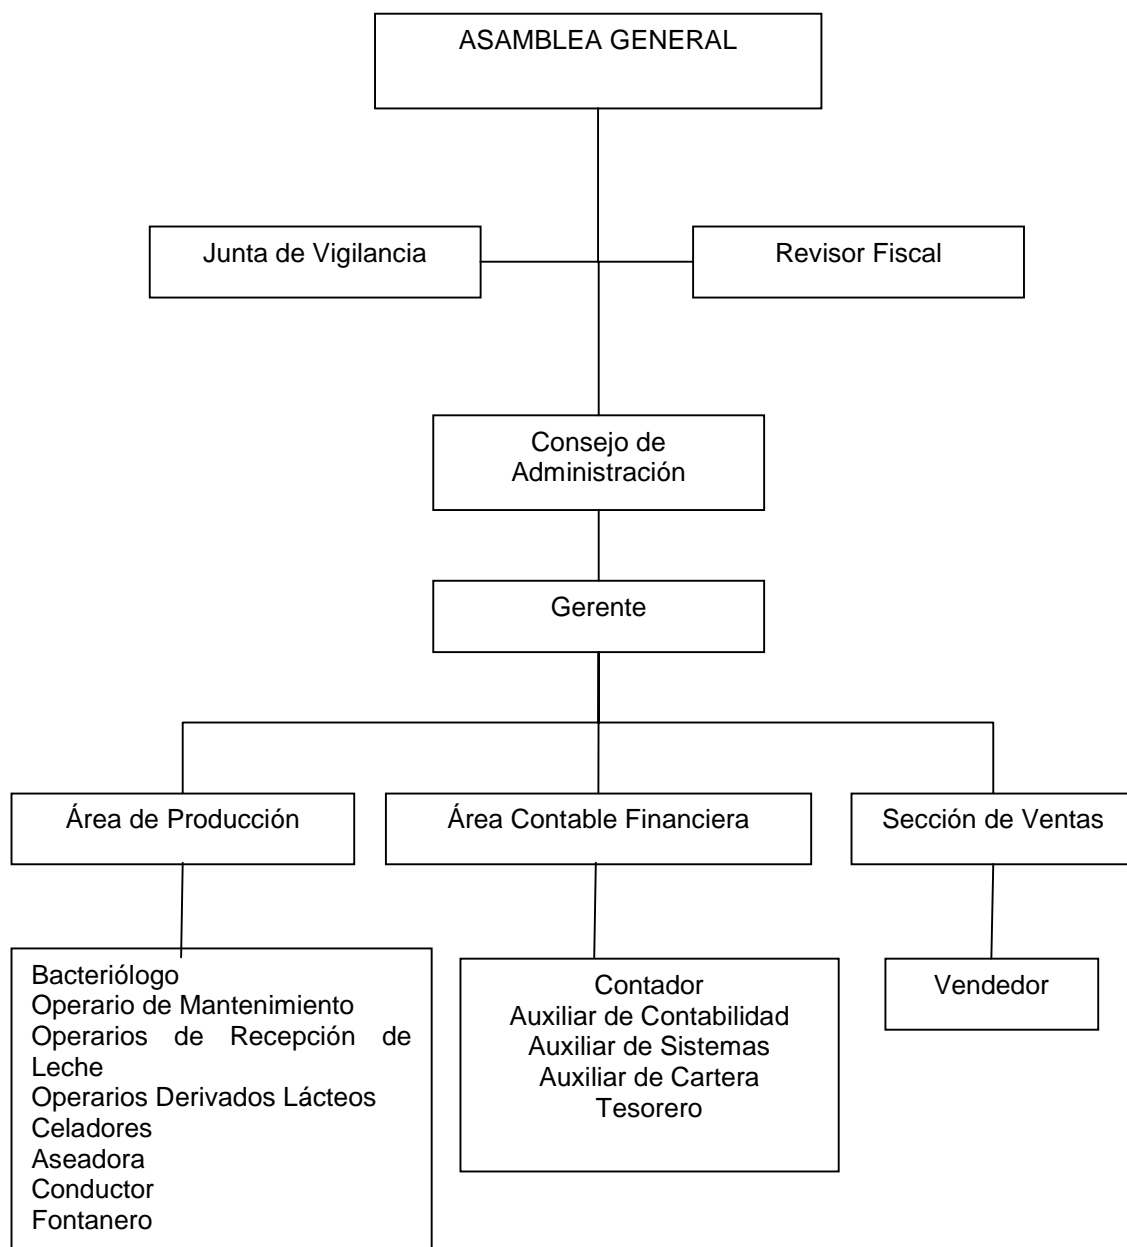 ASAMBLEA GENERAL
Junta de Vigilancia
Revisor Fiscal
Consejo de
Administración
Gerente
Área de Producción
Área Contable Financiera
Sección de Ventas
Bacteriólogo
Operario de Mantenimiento
Operarios de Recepción de
Leche
Operarios Derivados Lácteos
Celadores
Aseadora
Conductor
Fontanero
Contador
Auxiliar de Contabilidad
Auxiliar de Sistemas
Auxiliar de Cartera
Tesorero
Vendedor